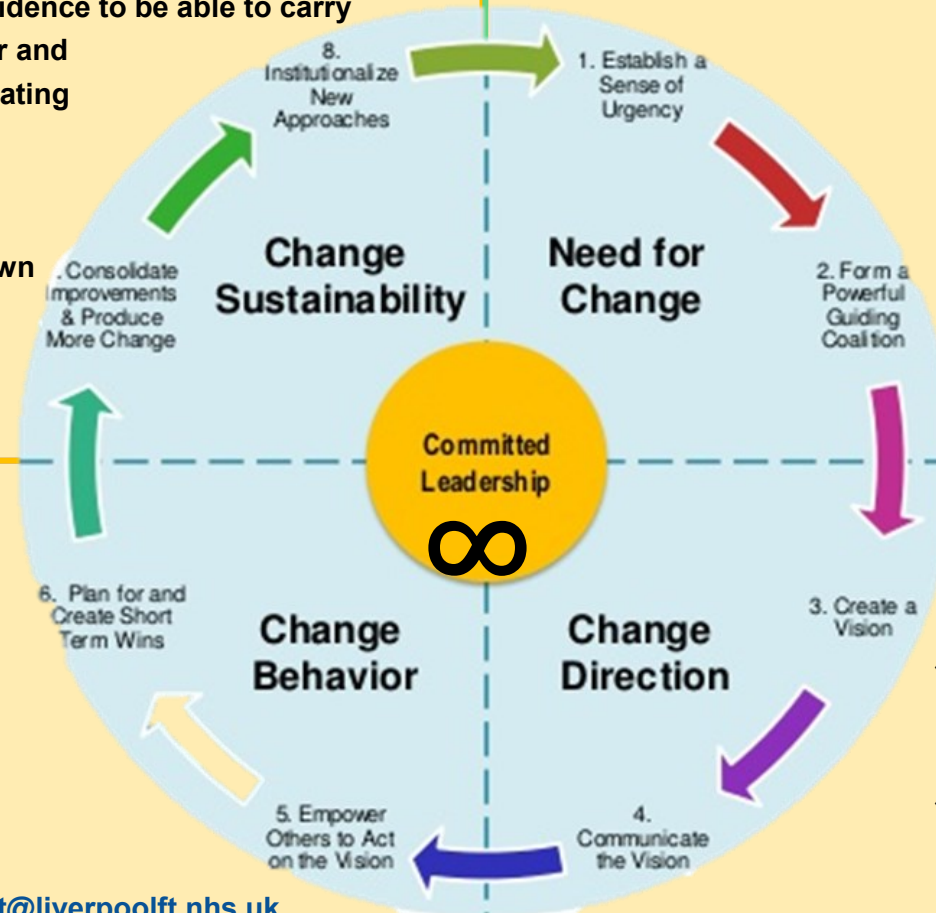 idence to be able to carry
r and
ating
wn
8.
Institutionalize
New
Approaches
1. Establish a
Sense of
Urgency
Change
Sustainability
Need for
Change
. Consolidate
Improvements
& Produce
More Change
2. Form a
Powerful
Guiding
Coalition
Committed
Leadership
∞
6. Plan for and
Create Short
Term Wins
Change
Behavior
Change
Direction
3. Create a
Vision
5. Empower
Others to Act
on the Vision
4.
Communicate
the Vision
t@liverpoolft.nhs.uk